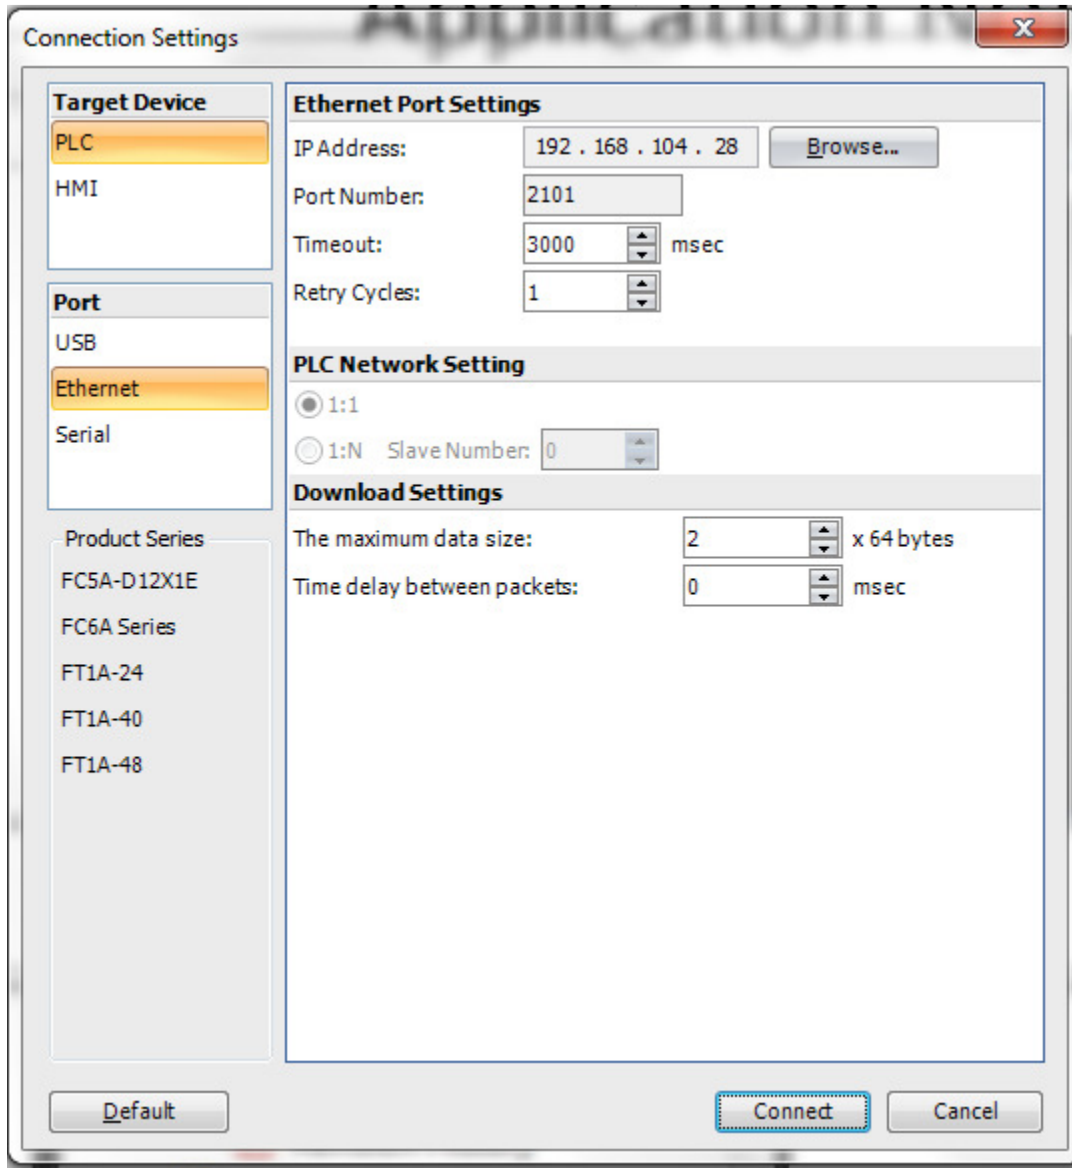 Application No
Connection Settings
Target Device
PLC
HMI
Port
USB
Ethernet
Serial
Product Series
FC5A-D12X1E
FC6A Series
FT1A-24
FT1A-40
FT1A-48
Ethernet Port Settings
IP Address: 192 . 168 . 104 . 28 Browse...
Port Number: 2101
Timeout: 3000 msec
Retry Cycles: 1
PLC Network Setting
1:1
1:N Slave Number: 0
Download Settings
The maximum data size: 2 x 64 bytes
Time delay between packets: 0 msec
Default Connect Cancel